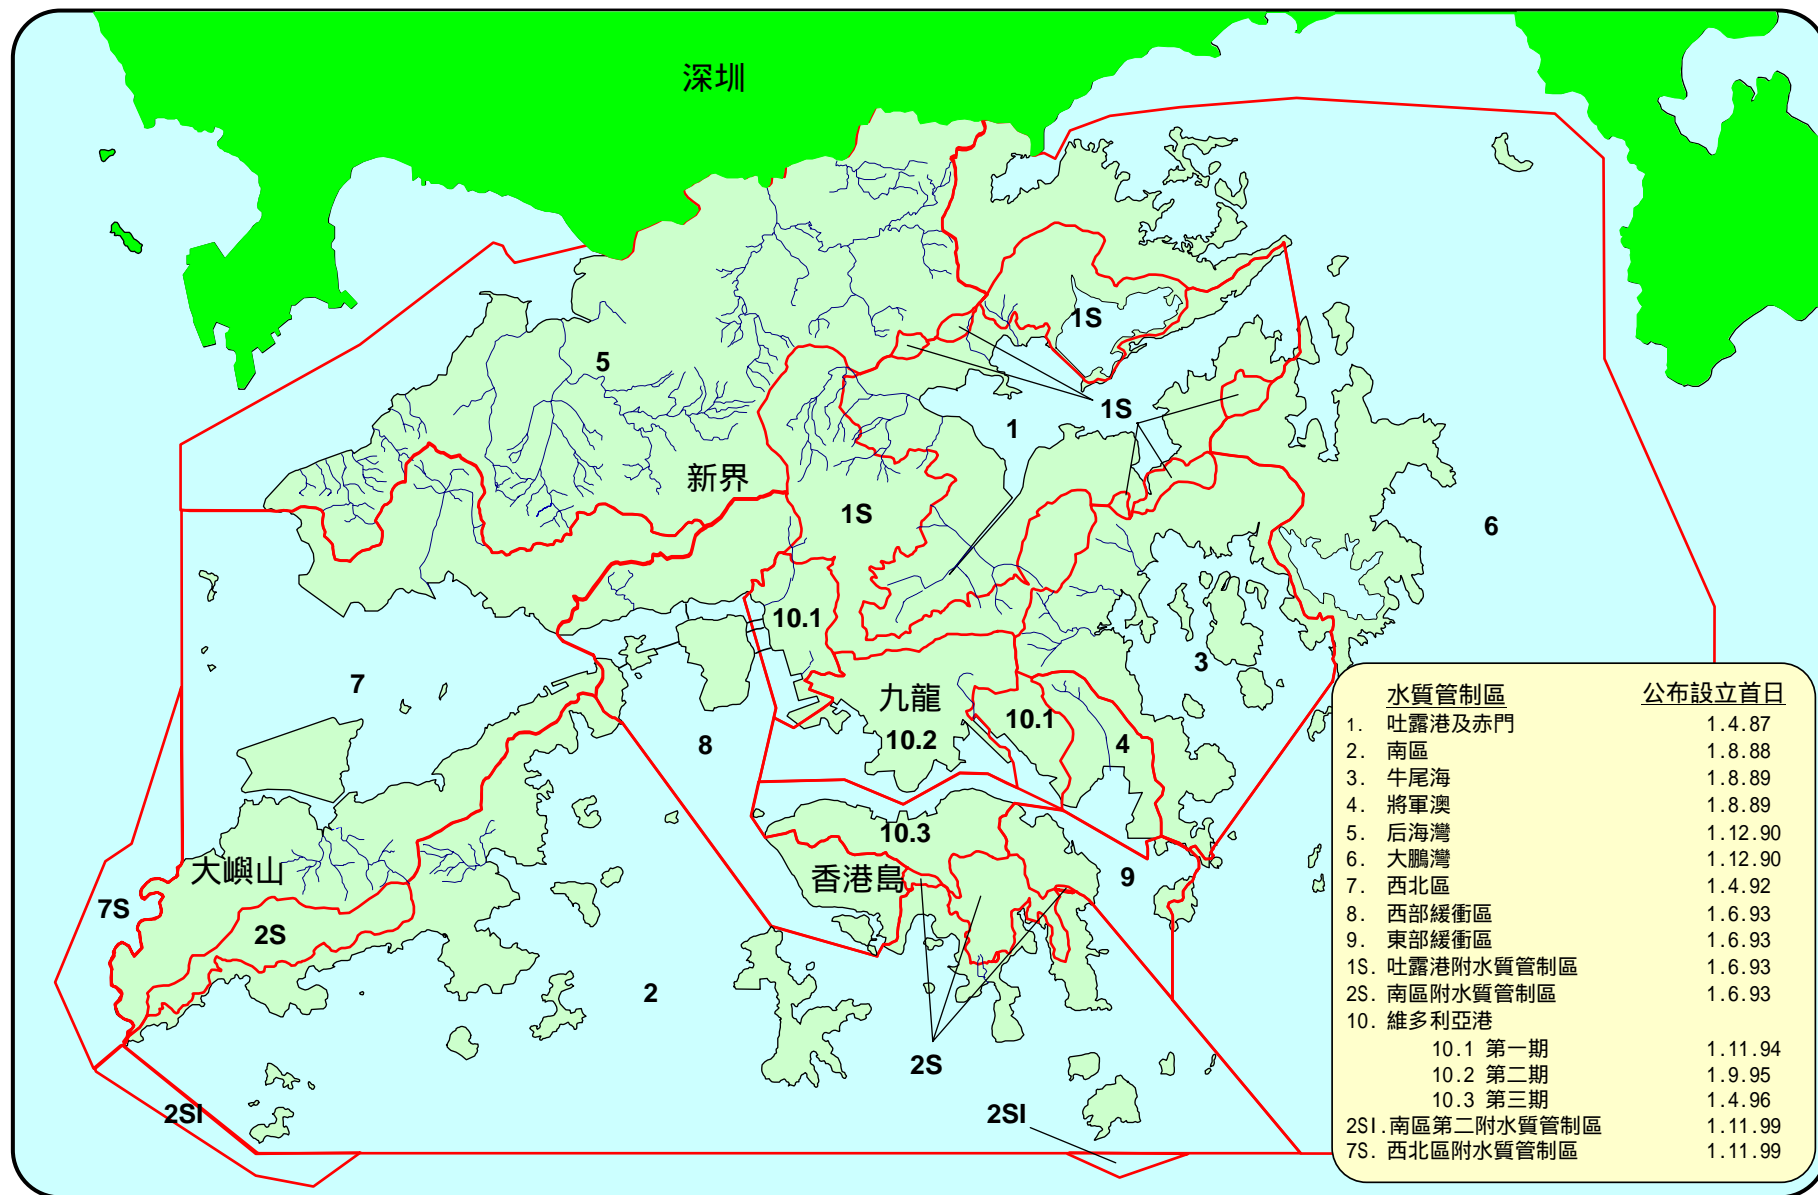 深圳
1S
5
1S
1
新界
1S
6
10.1
3
7
九龍
10.1
8
10.2
4
10.3
大嶼山
香港島
9
7S
2S
2
2S
2SI
2SI
水質管制區 公布設立首日
1. 吐露港及赤門 1.4.87
2. 南區 1.8.88
3. 牛尾海 1.8.89
4. 將軍澳 1.8.89
5. 后海灣 1.12.90
6. 大鵬灣 1.12.90
7. 西北區 1.4.92
8. 西部緩衝區 1.6.93
9. 東部緩衝區 1.6.93
1S. 吐露港附水質管制區 1.6.93
2S. 南區附水質管制區 1.6.93
10. 維多利亞港
10.1 第一期 1.11.94
10.2 第二期 1.9.95
10.3 第三期 1.4.96
2SI.南區第二附水質管制區 1.11.99
7S. 西北區附水質管制區 1.11.99